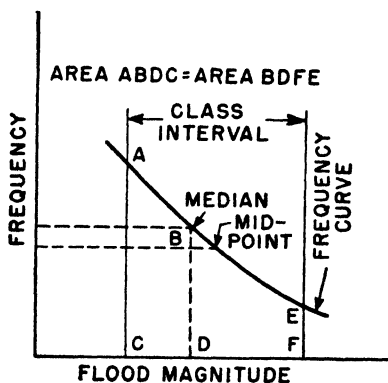 AREA ABDC=AREA BDFE
CLASS
INTERVAL
A
MEDIAN
MID-
POINT
B
E
C
D
F
FREQUENCY
FREQUENCY
CURVE
FLOOD MAGNITUDE